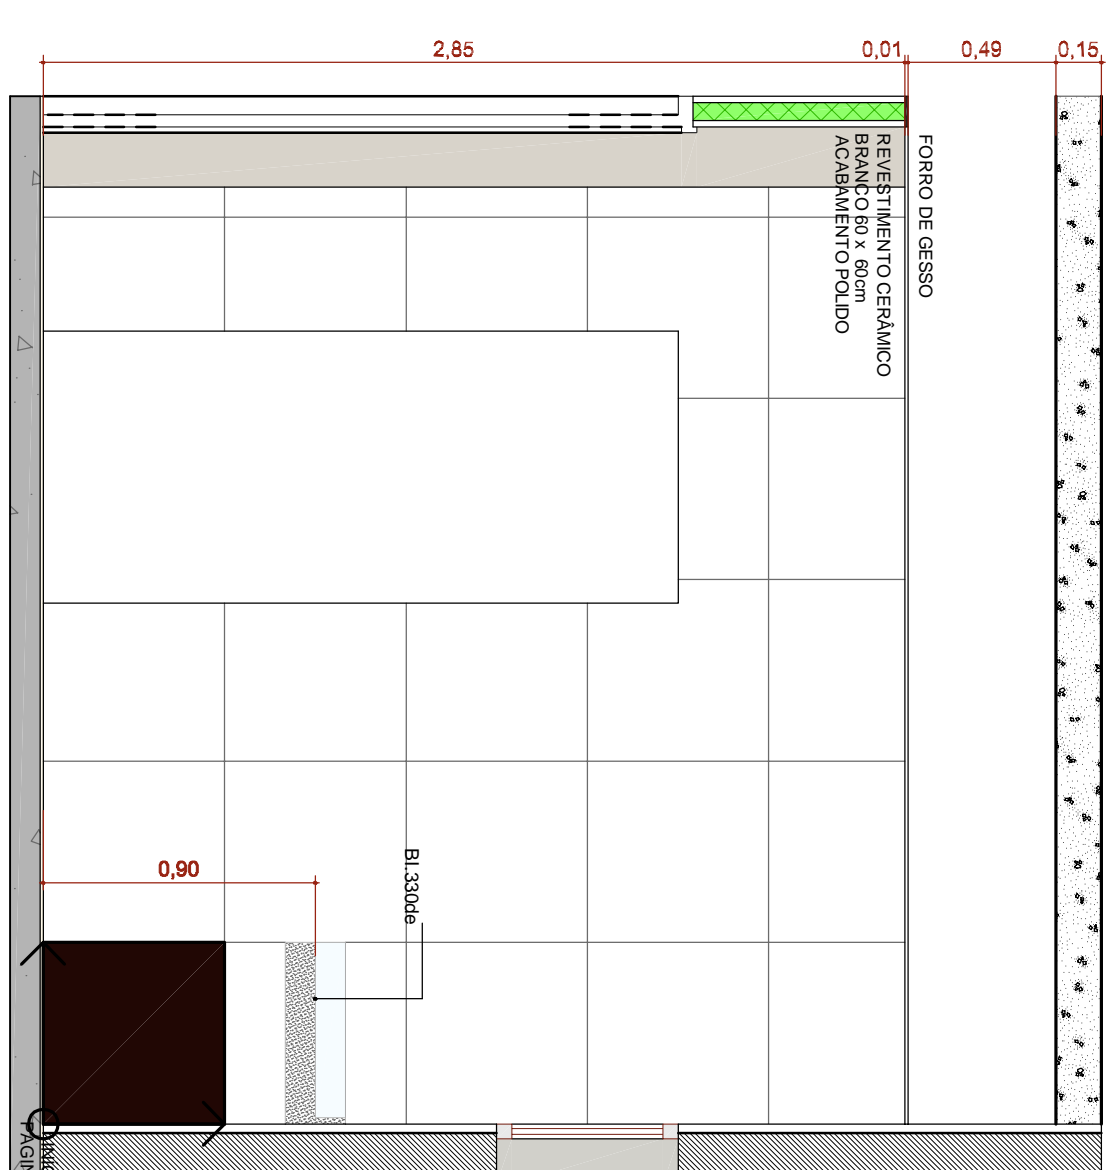 2,85
0,01
0,49
0,15
FORRO DE GESSO
REVESTIMENTO CERÂMICO
BRANCO 60 x 60cm
ACABAMENTO POLIDO
0,90
BI.330de